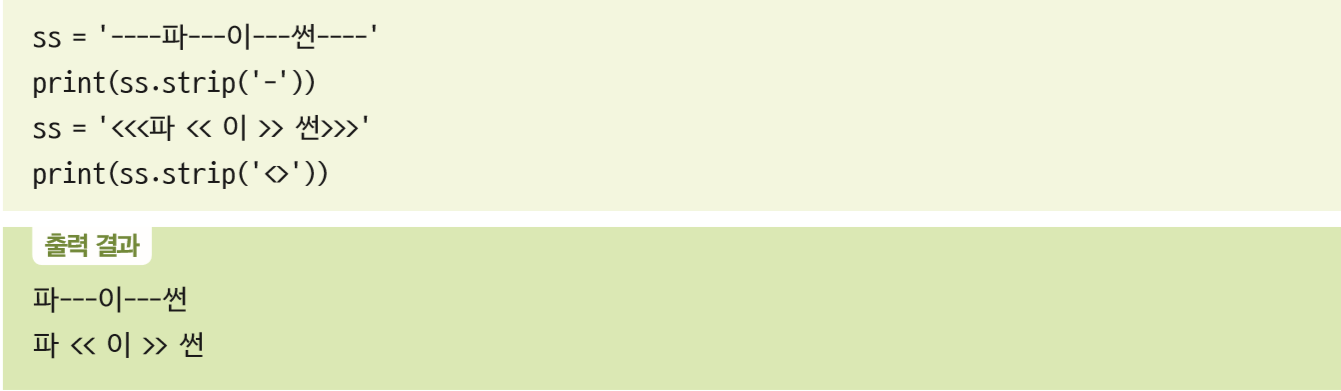 ss = '----파---이---썬----'
print(ss.strip('-'))
ss = '<<<파 << 이 >> 썬>>>'
print(ss.strip('<>'))
출력 결과
파---이---썬
파 << 이 >> 썬